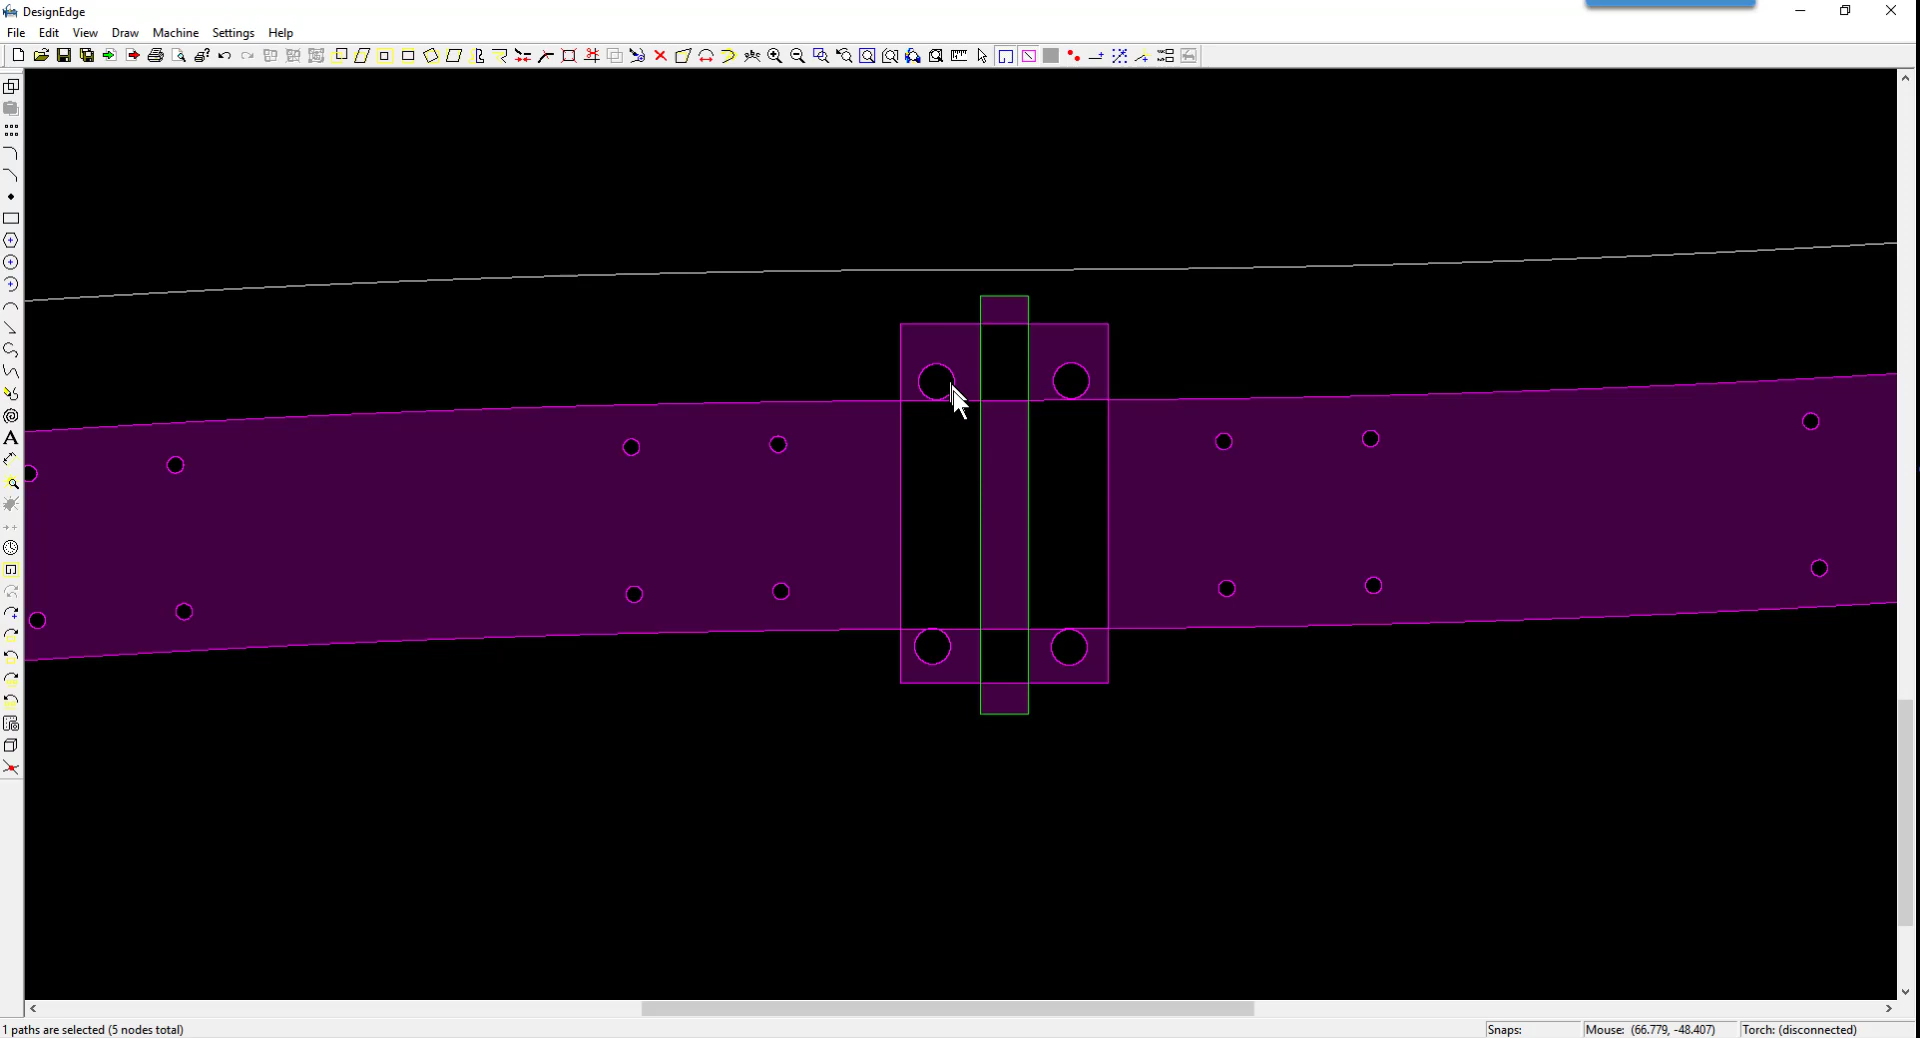 DesignEdge
File Edit View Draw Machine Settings Help
abc
A
1 paths are selected (5 nodes total)
Snaps: Mouse: (66.779, -48.407) Torch: (disconnected)